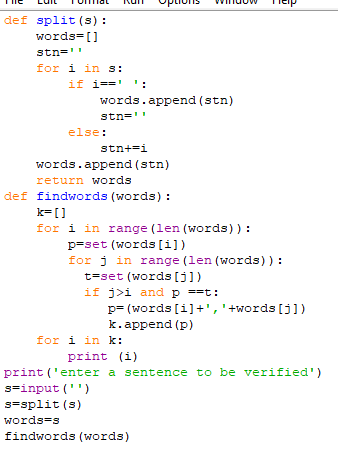 File Edit Format Run Options Window Help
def split(s):
    words=[]
    stn=''
    for i in s:
        if i==' ':
            words.append(stn)
            stn=''
        else:
            stn+=i
    words.append(stn)
    return words
def findwords(words):
    k=[]
    for i in range(len(words)):
        p=set(words[i])
        for j in range(len(words)):
          t=set(words[j])
          if j>i and p ==t:
             p=(words[i]+','+words[j])
             k.append(p)
    for i in k:
        print (i)
print('enter a sentence to be verified')
s=input('')
s=split(s)
words=s
findwords(words)